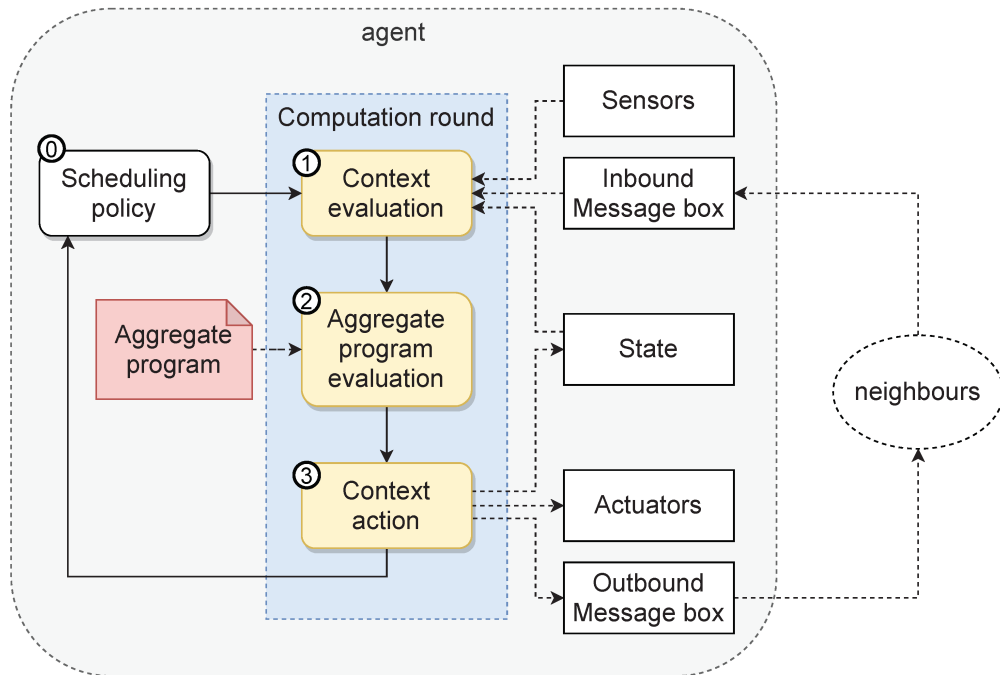 agent
Computation round
0
Scheduling
policy
1
Context
evaluation
Sensors
Inbound
Message box
2
Aggregate
program
evaluation
Aggregate
program
State
neighbours
3
Context
action
Actuators
Outbound
Message box